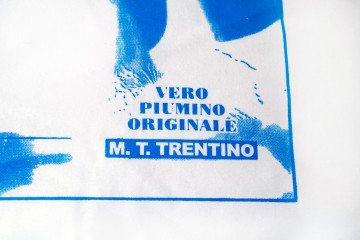 VERO
PIUMINO
ORIGINALE
M. T. TRENTINO